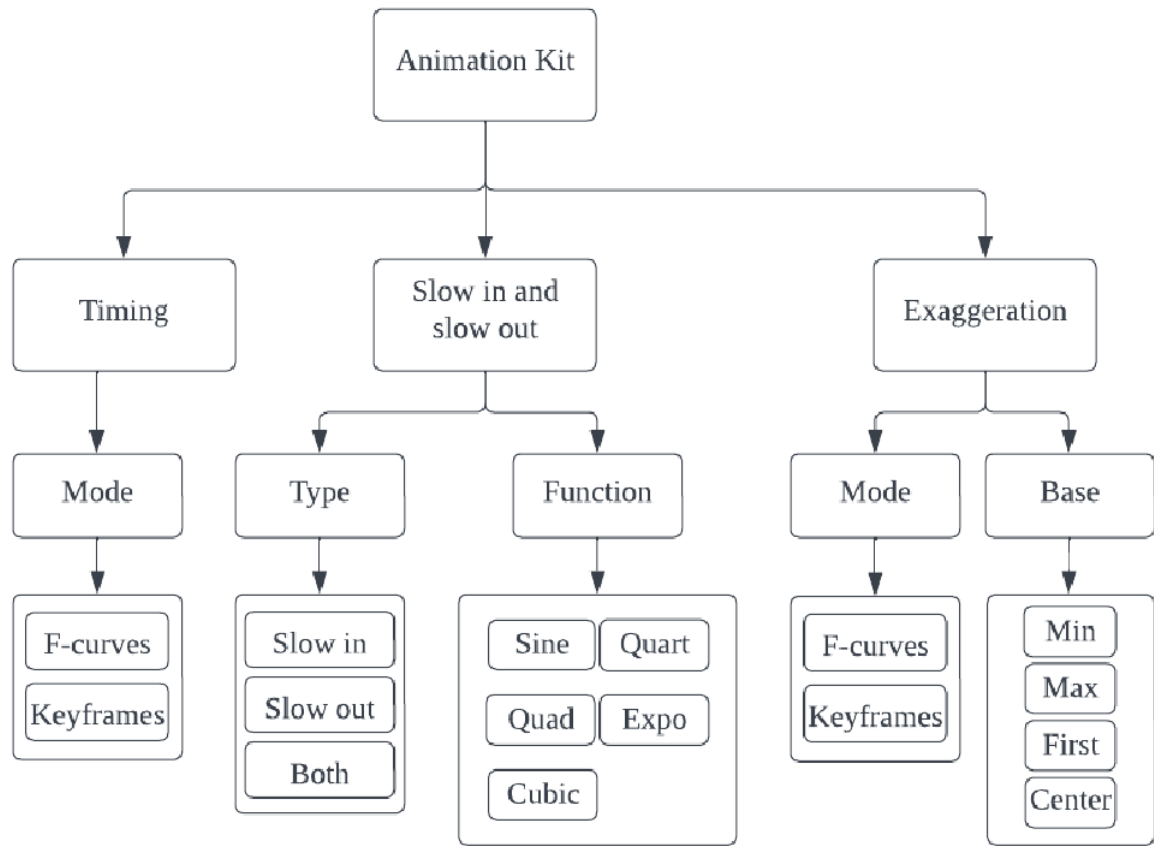 Animation Kit
Timing
Slow in and
slow out
Exaggeration
Mode
Type
Function
Mode
Base
F-curves
Keyframes
Slow in
Slow out
Both
Sine
Quart
Quad
Expo
Cubic
F-curves
Keyframes
Min
Max
First
Center